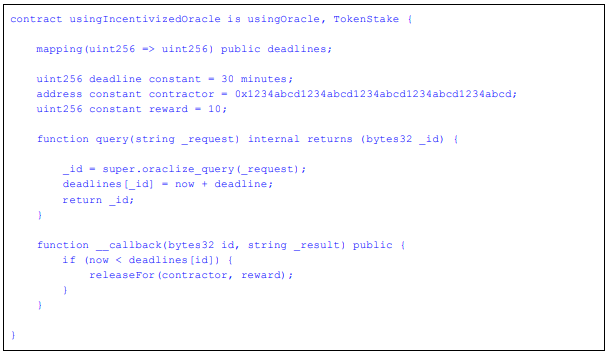 contract usingIncentivizedOracle is usingOracle, TokenStake {
mapping(uint256 => uint256) public deadlines;
uint256 deadline constant = 30 minutes;
address constant contractor = 0x1234abcd1234abcd1234abcd1234abcd1234abcd;
uint256 constant reward = 10;
function query(string _request) internal returns (bytes32 _id) {
_id = super.oraclize_query(_request);
deadlines[_id] = now + deadline;
return _id;
}
function __callback(bytes32 id, string _result) public {
if (now < deadlines[id]) {
releaseFor(contractor, reward);
}
}
}